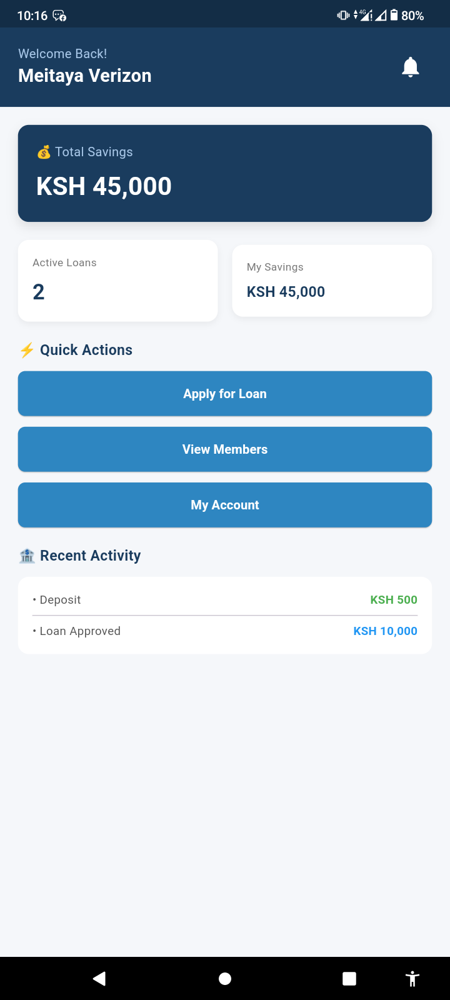 10:16 4G 80%
Welcome Back!
Meitaya Verizon
💰 Total Savings
KSH 45,000
Active Loans
2
My Savings
KSH 45,000
⚡ Quick Actions
Apply for Loan
View Members
My Account
🏦 Recent Activity
• Deposit KSH 500
• Loan Approved KSH 10,000